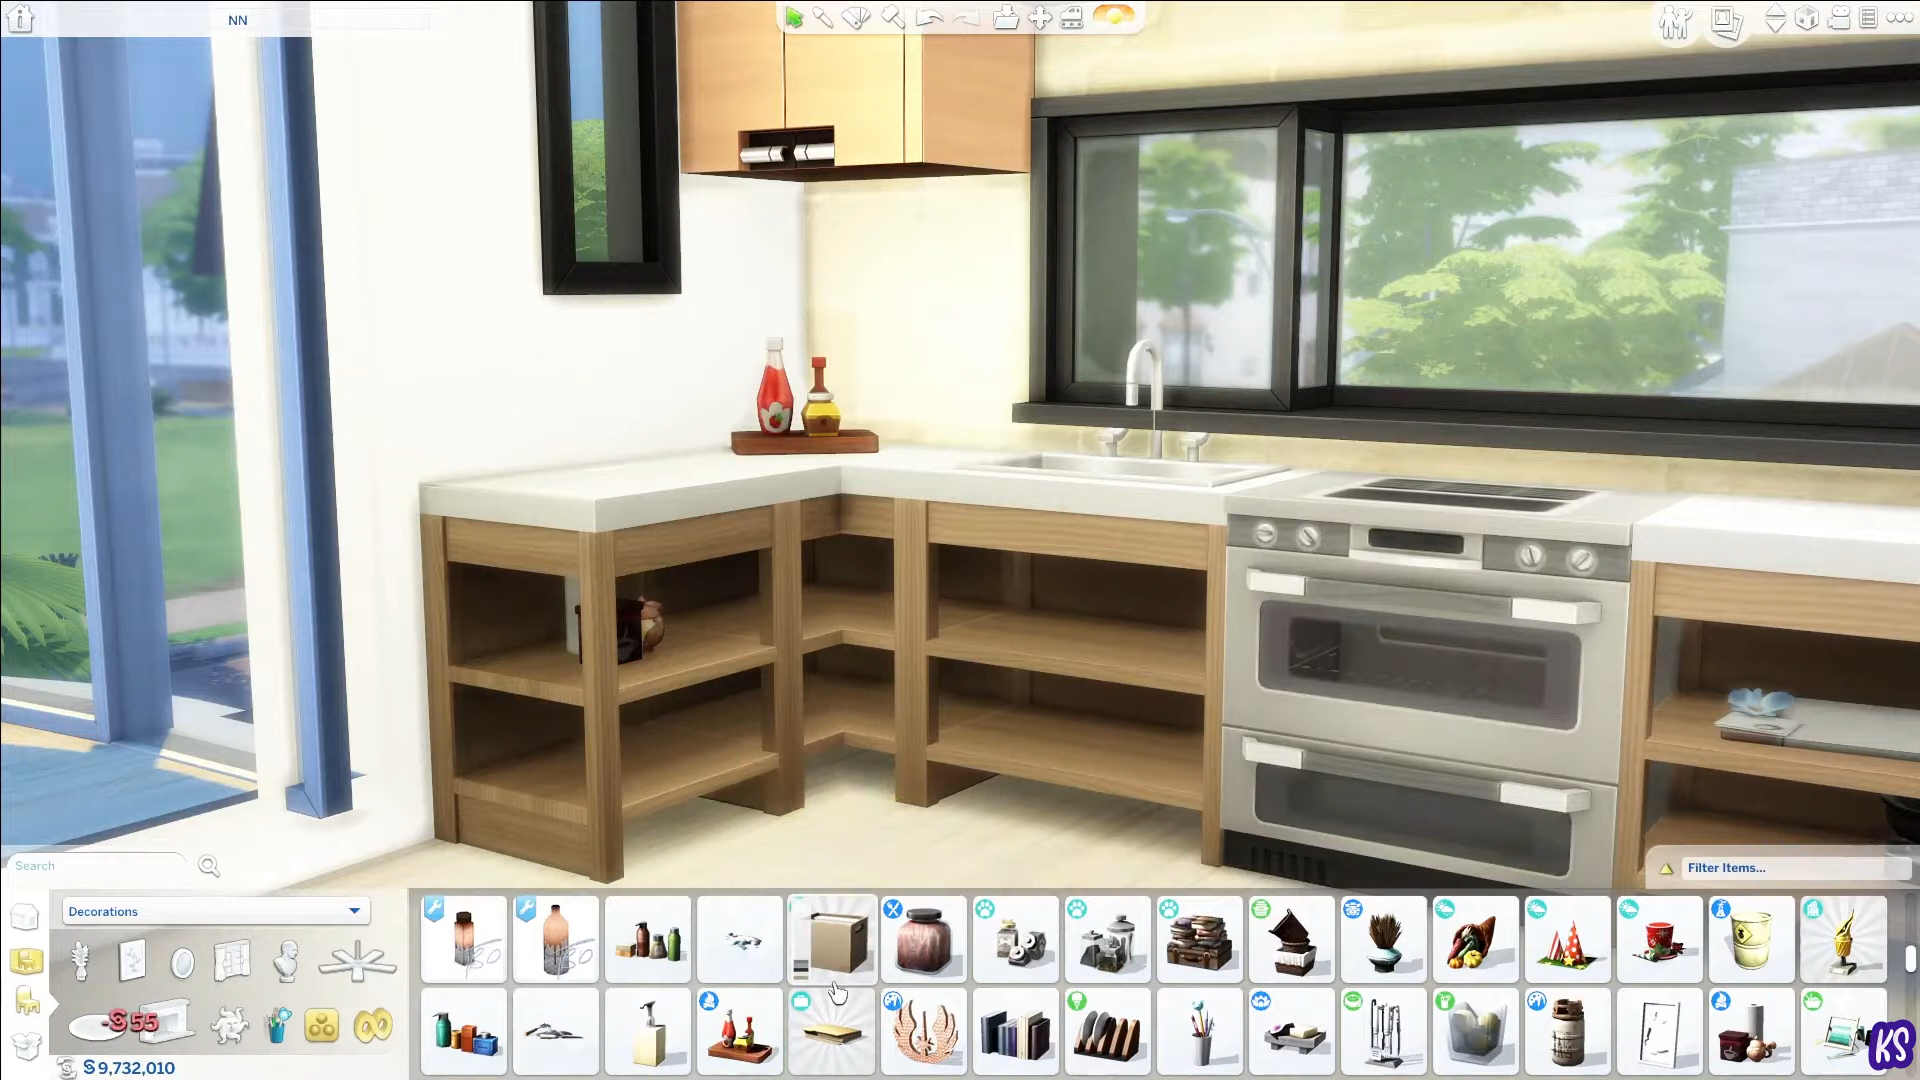 NN
Search
Filter Items...
Decorations
-§55
§9,732,010
KS